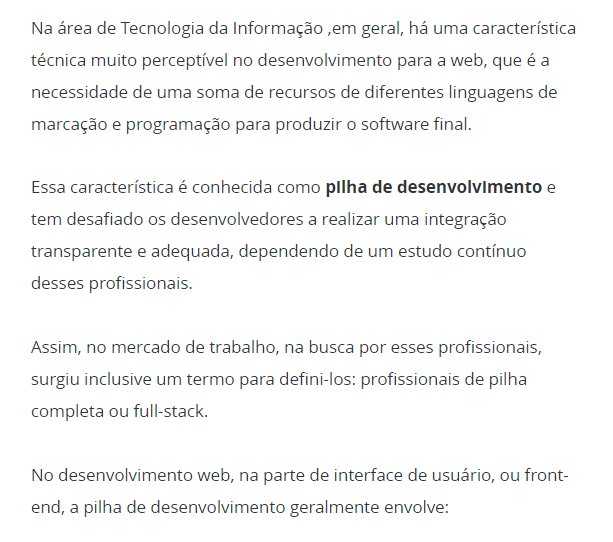 Na área de Tecnologia da Informação ,em geral, há uma característica
técnica muito perceptível no desenvolvimento para a web, que é a
necessidade de uma soma de recursos de diferentes linguagens de
marcação e programação para produzir o software final.
Essa característica é conhecida como pilha de desenvolvimento e
tem desafiado os desenvolvedores a realizar uma integração
transparente e adequada, dependendo de um estudo contínuo
desses profissionais.
Assim, no mercado de trabalho, na busca por esses profissionais,
surgiu inclusive um termo para defini-los: profissionais de pilha
completa ou full-stack.
No desenvolvimento web, na parte de interface de usuário, ou front-
end, a pilha de desenvolvimento geralmente envolve: